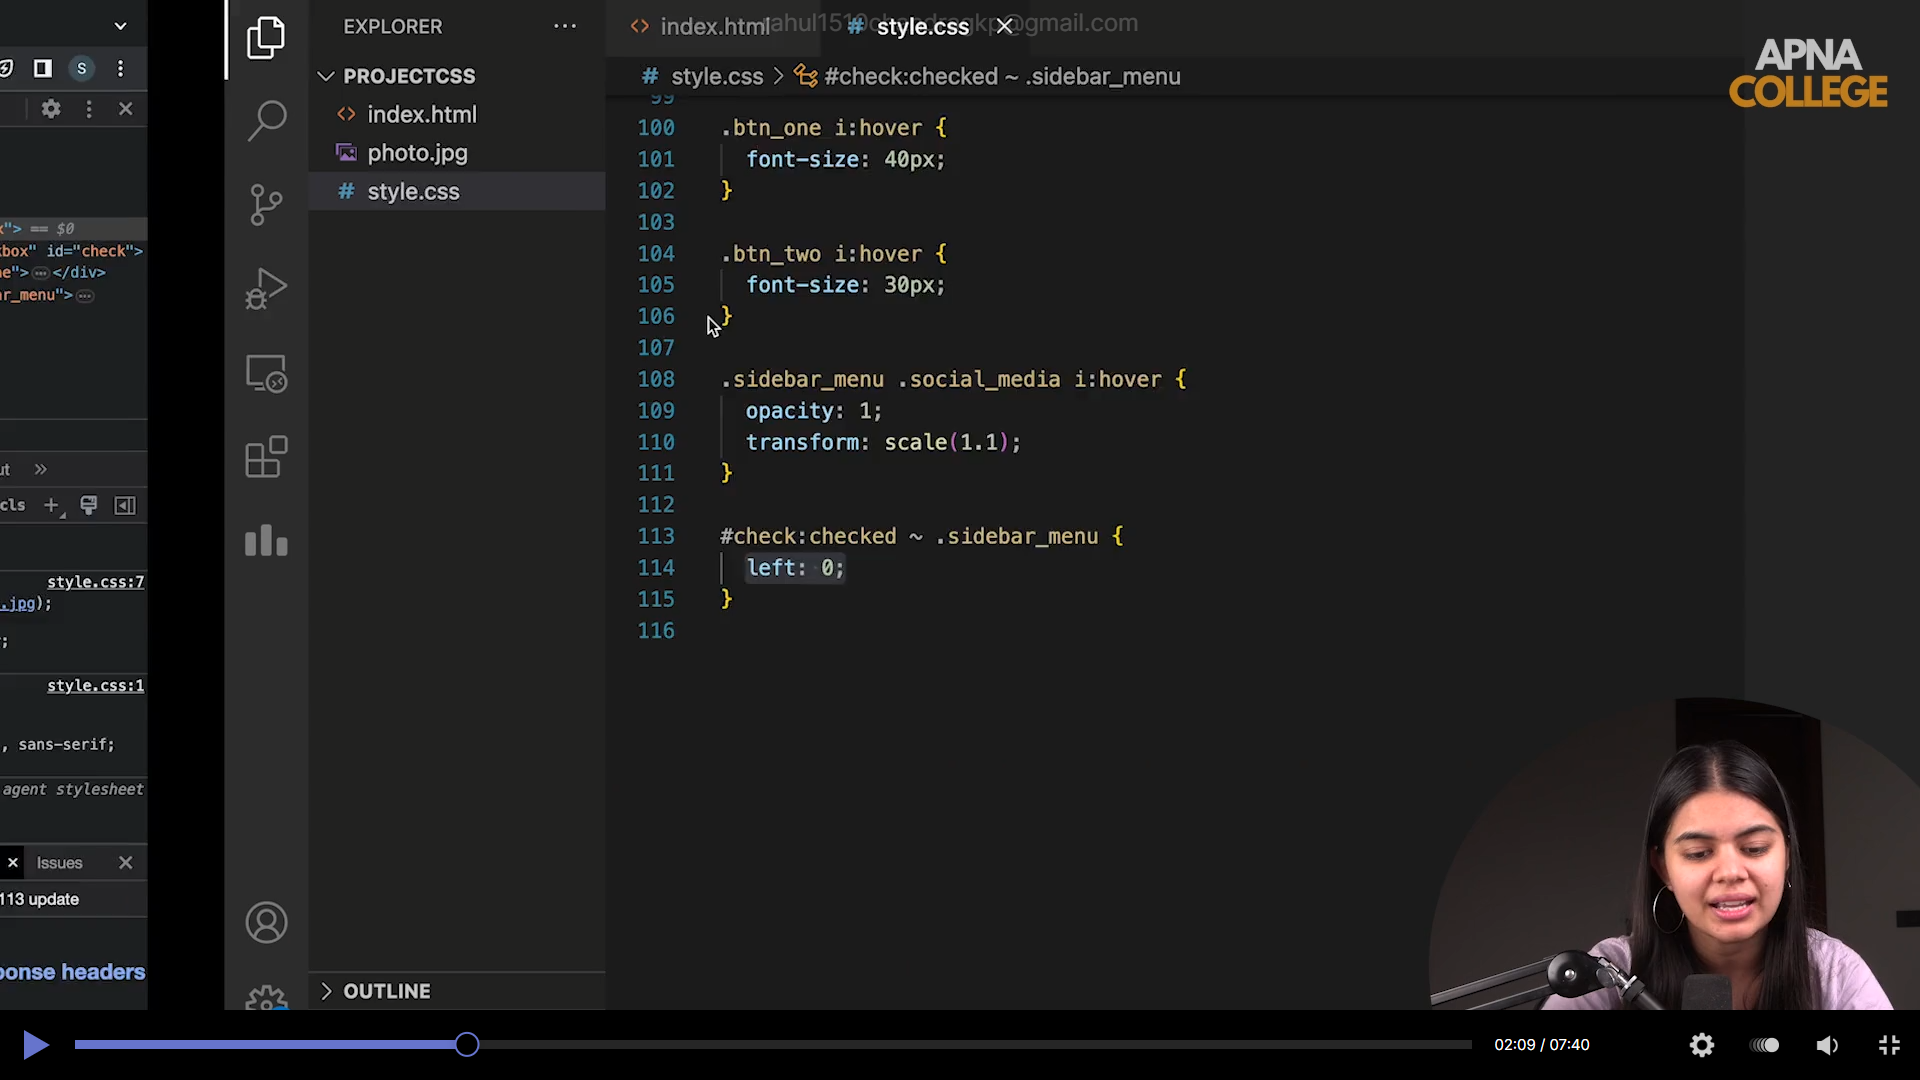 S
x"> == $0
kbox" id="check">
ne">…</div>
ar_menu">…
ut
cls
style.css:7
.jpg);
;
style.css:1
, sans-serif;
agent stylesheet
Issues
113 update
ponse headers
EXPLORER
PROJECTCSS
<> index.html
photo.jpg
# style.css
OUTLINE
<> index.html
# style.css
@gmail.com
# style.css > #check:checked ~ .sidebar_menu
99
100 .btn_one i:hover {
101 font-size: 40px;
102 }
103
104 .btn_two i:hover {
105 font-size: 30px;
106 }
107
108 .sidebar_menu .social_media i:hover {
109 opacity: 1;
110 transform: scale(1.1);
111 }
112
113 #check:checked ~ .sidebar_menu {
114 left: 0;
115 }
116
APNA
COLLEGE
02:09 / 07:40